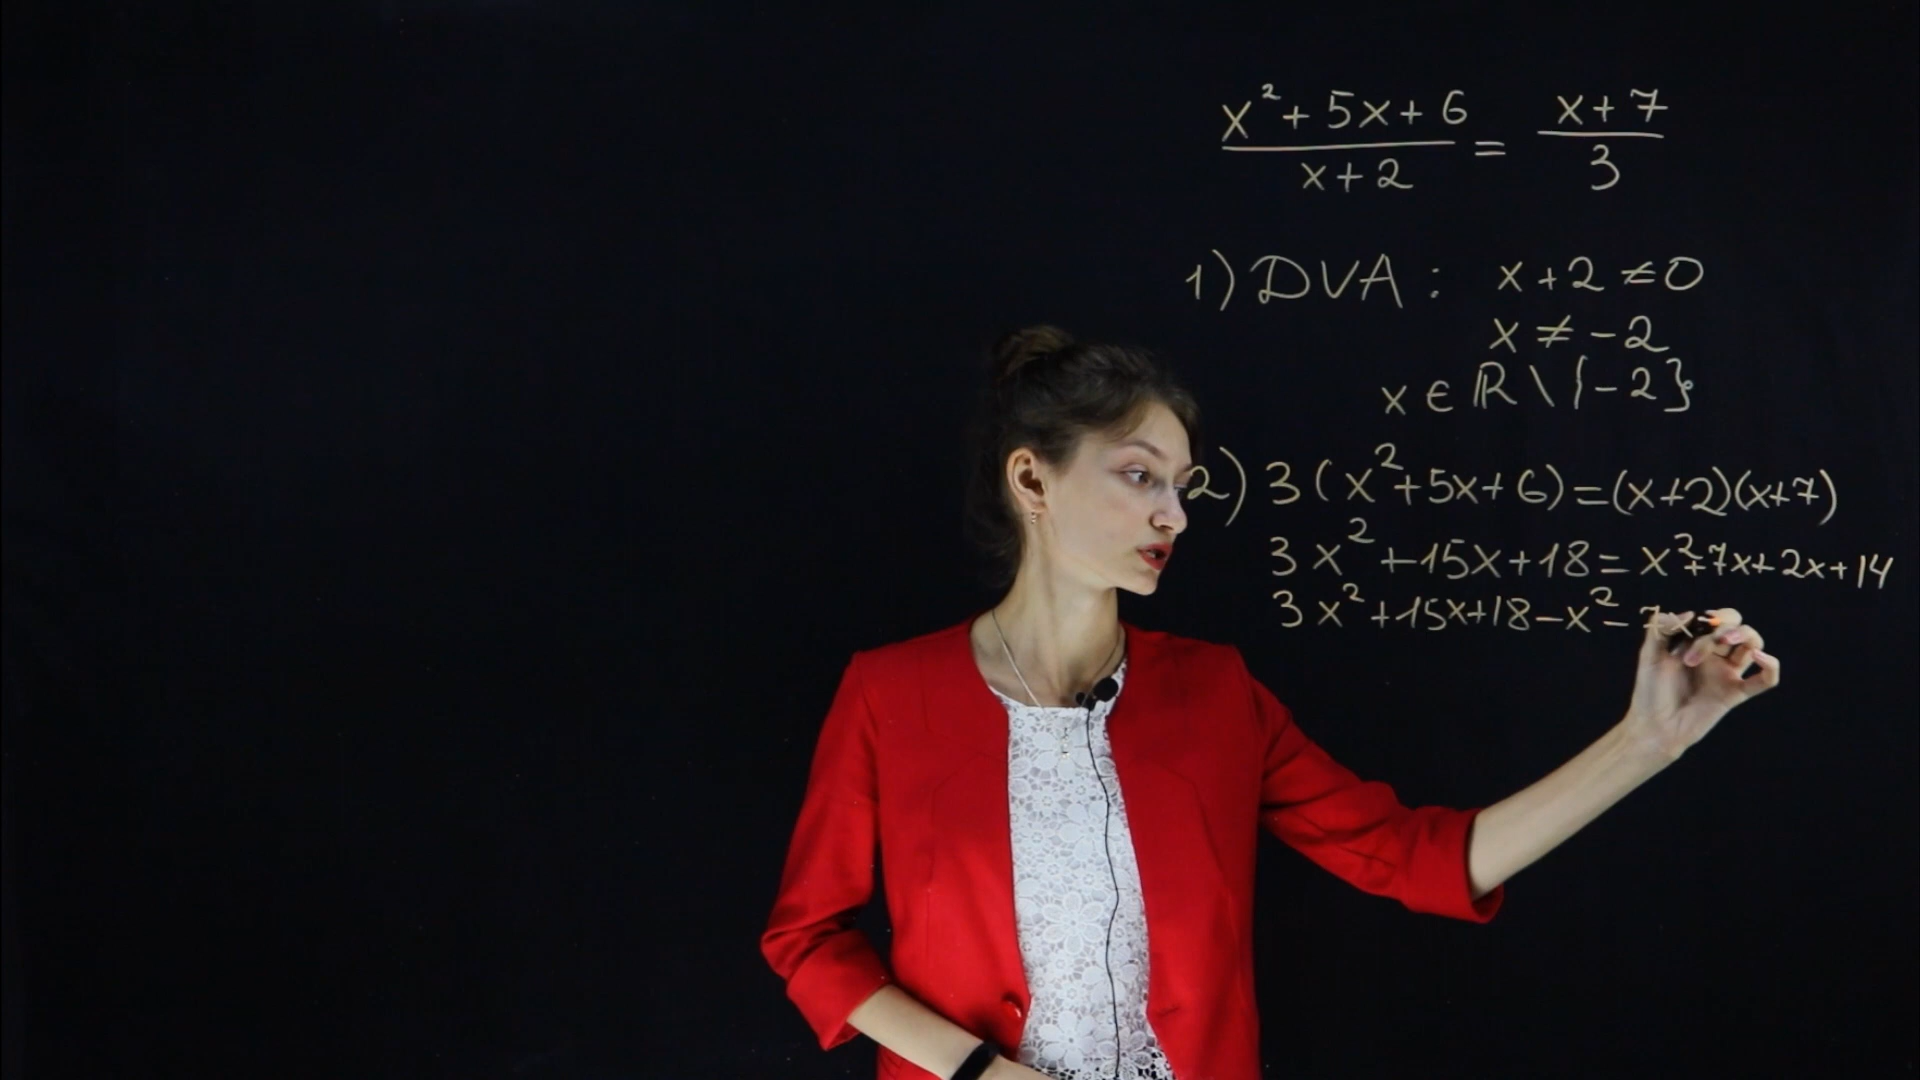 x²+5x+6 / x+2 = x+7 / 3
1) DVA: x+2≠0
x≠-2
x∈ℝ\{-2}
2) 3(x²+5x+6)=(x+2)(x+7)
3x²+15x+18=x²+7x+2x+14
3x²+15x+18-x²-7x